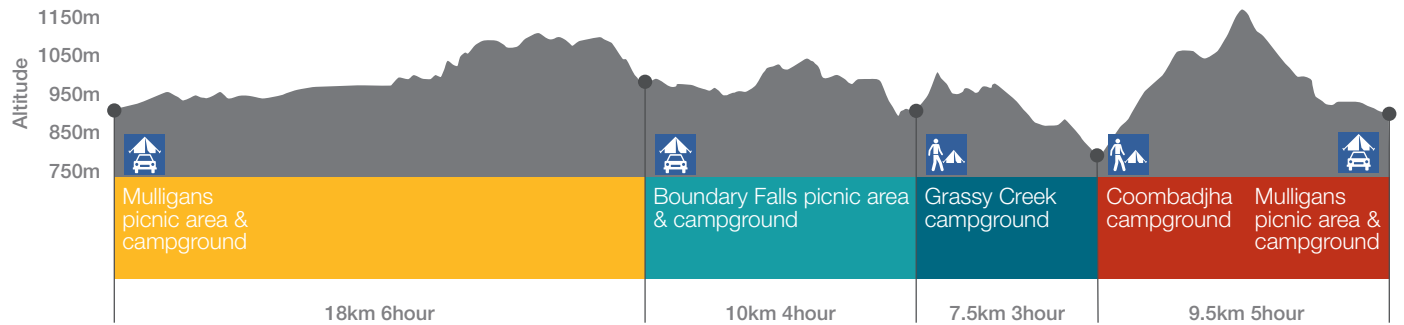 1150m
1050m
950m
850m
750m
Altitude
Mulligans
picnic area &
campground
Boundary Falls picnic area
& campground
Grassy Creek
campground
Coombadjha
campground
Mulligans
picnic area &
campground
18km 6hour
10km 4hour
7.5km 3hour
9.5km 5hour